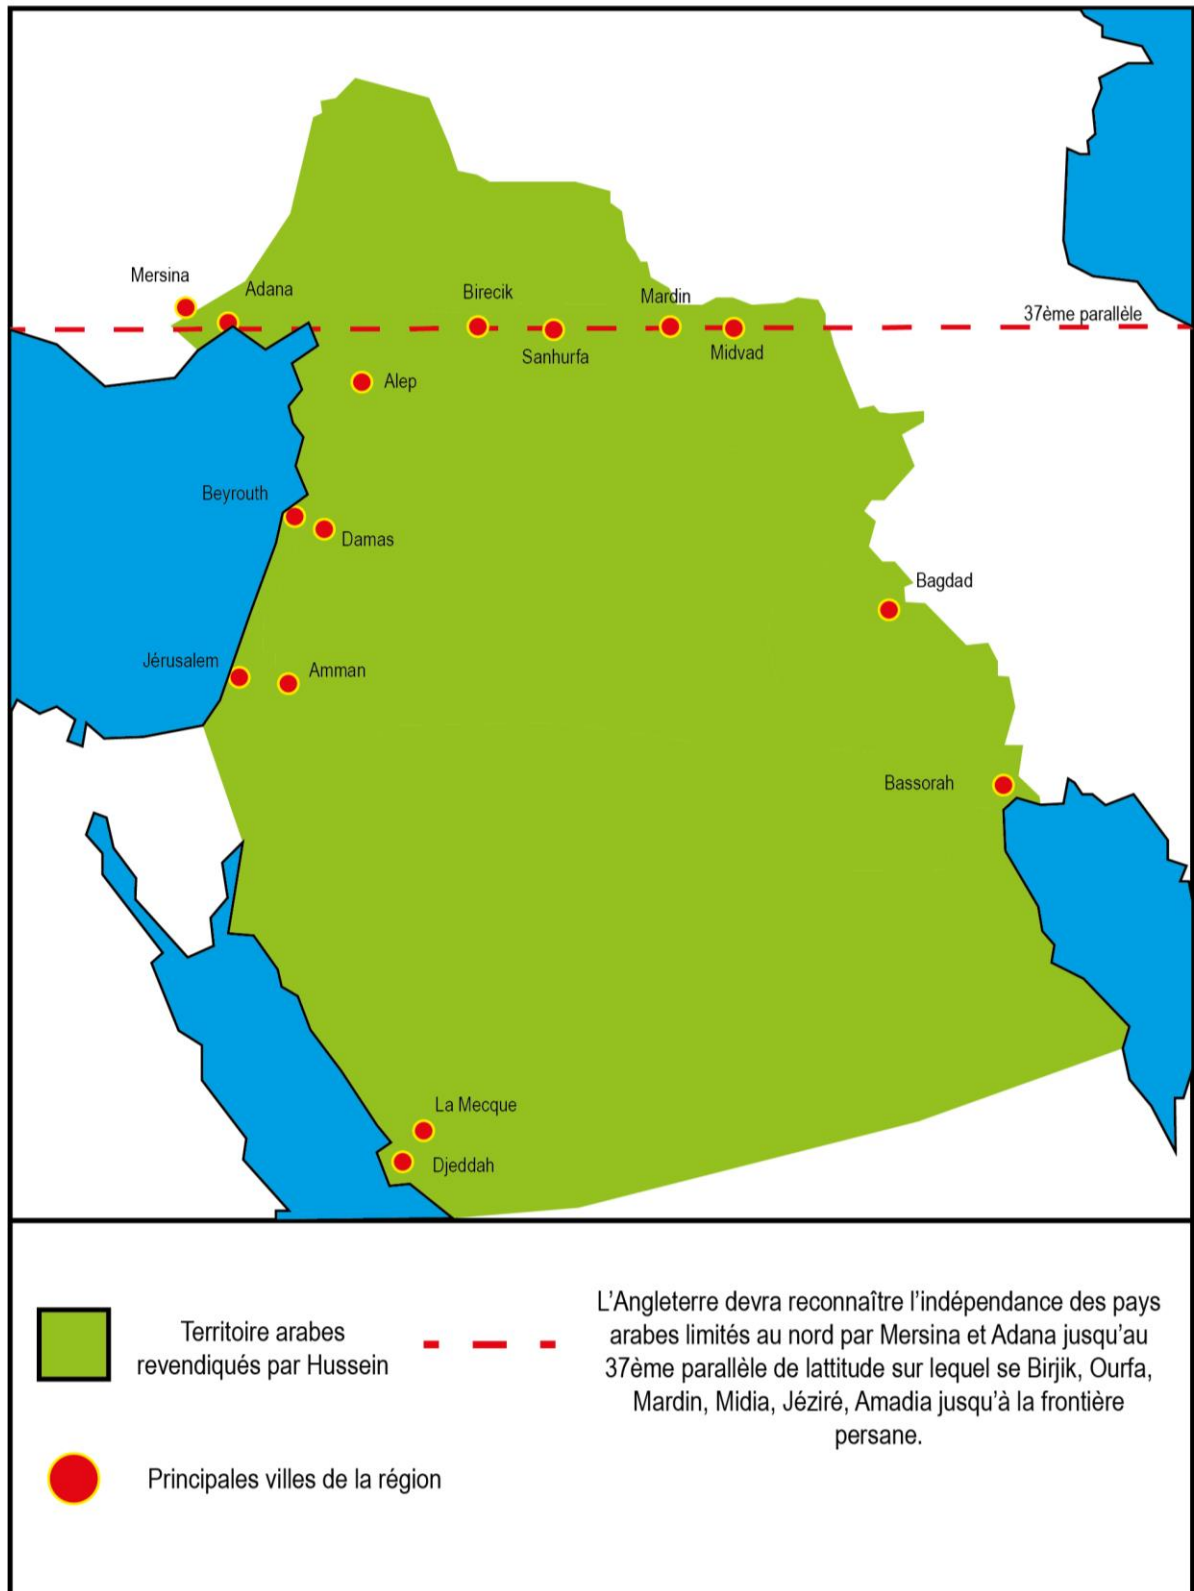 Mersina
Adana
Birecik
Mardin
37ème parallèle
Sanhurfa
Midvad
Alep
Beyrouth
Damas
Bagdad
Jérusalem
Amman
Bassorah
La Mecque
Djeddah
Territoire arabes
revendiqués par Hussein
L'Angleterre devra reconnaître l'indépendance des pays
arabes limités au nord par Mersina et Adana jusqu'au
37ème parallèle de lattitude sur lequel se Birjik, Ourfa,
Mardin, Midia, Jéziré, Amadia jusqu'à la frontière
persane.
Principales villes de la région